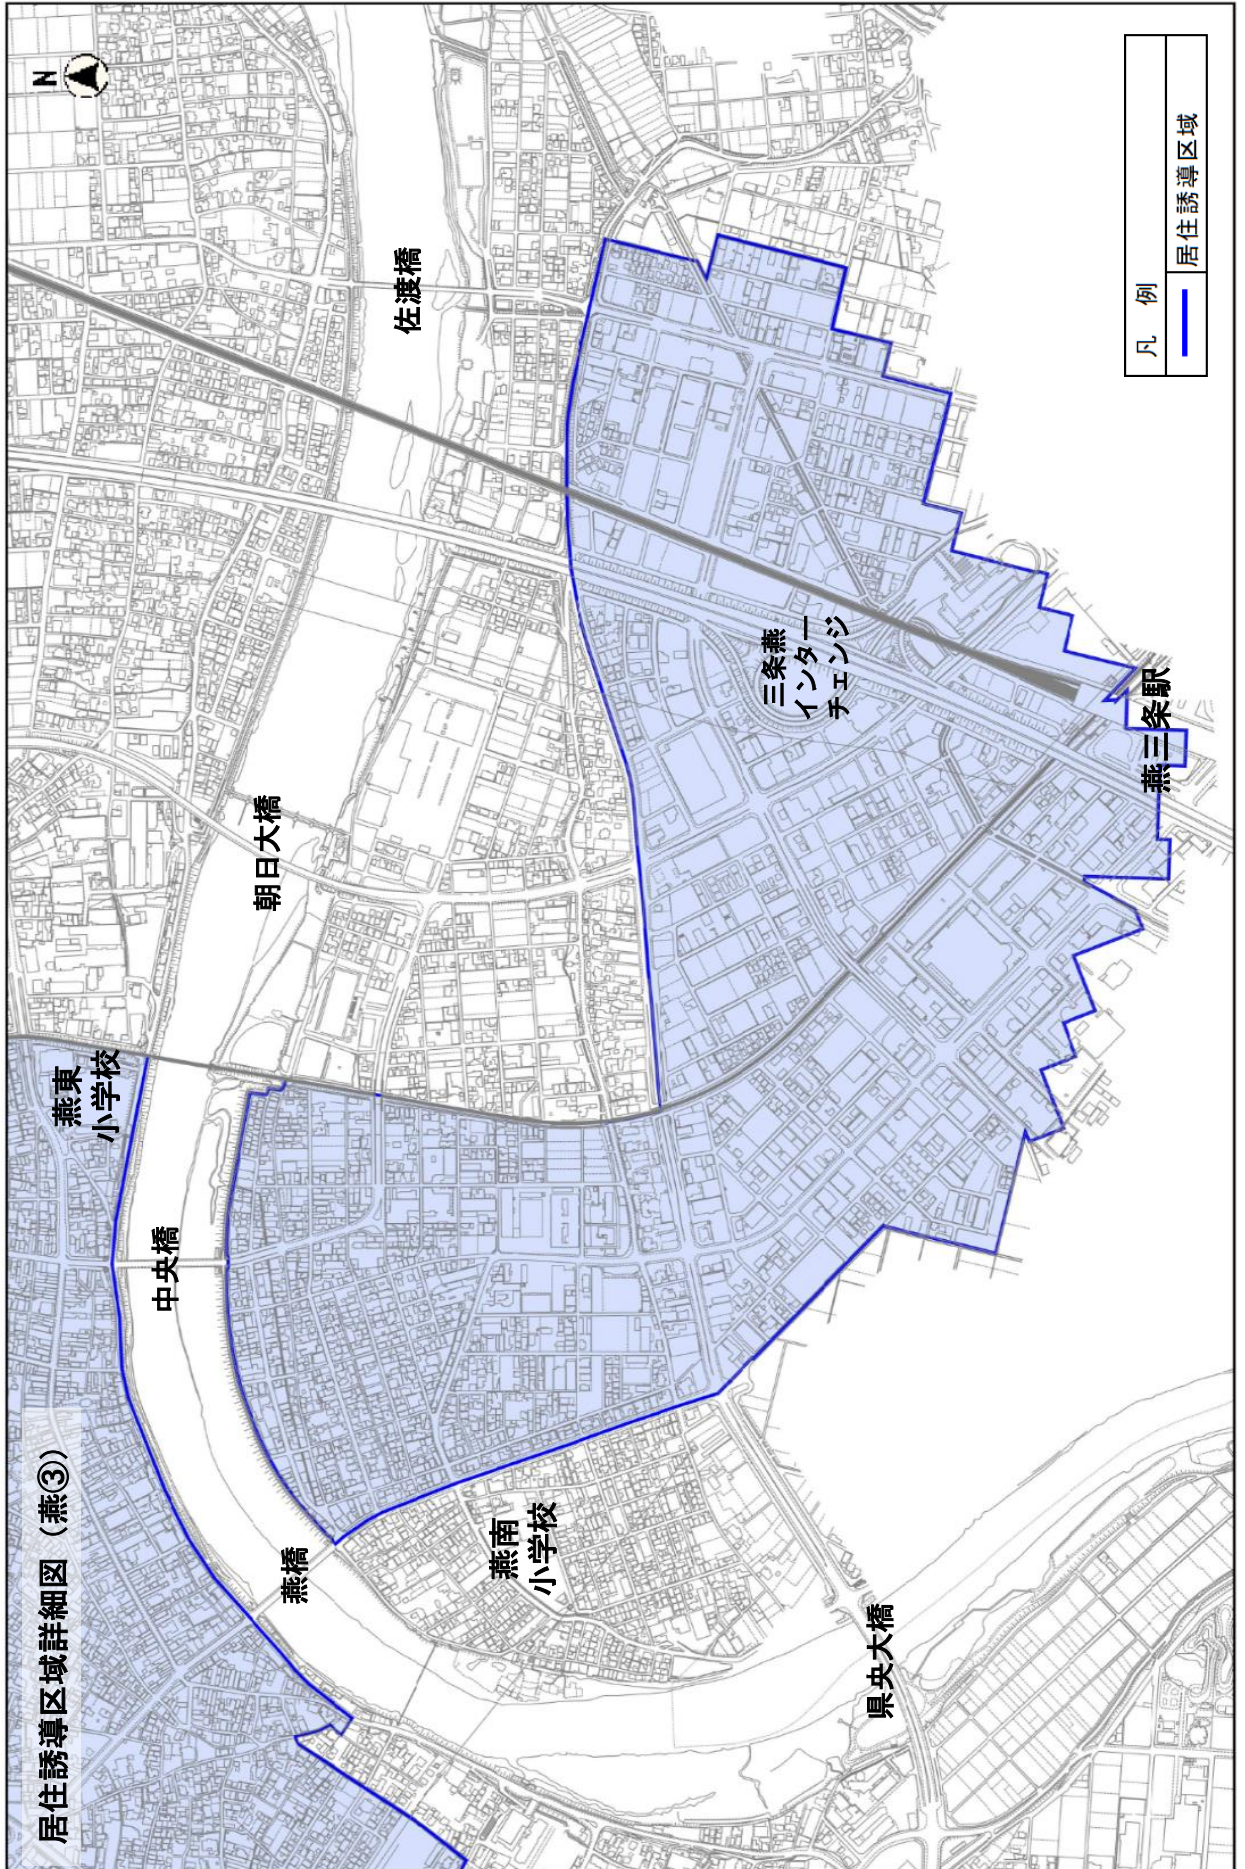 居住誘導区域詳細図（燕③）
N
燕東
小学校
中央橋
燕橋
朝日大橋
佐渡橋
燕南
小学校
三条燕
インター
チェンジ
県央大橋
燕三条駅
凡 例
居住誘導区域